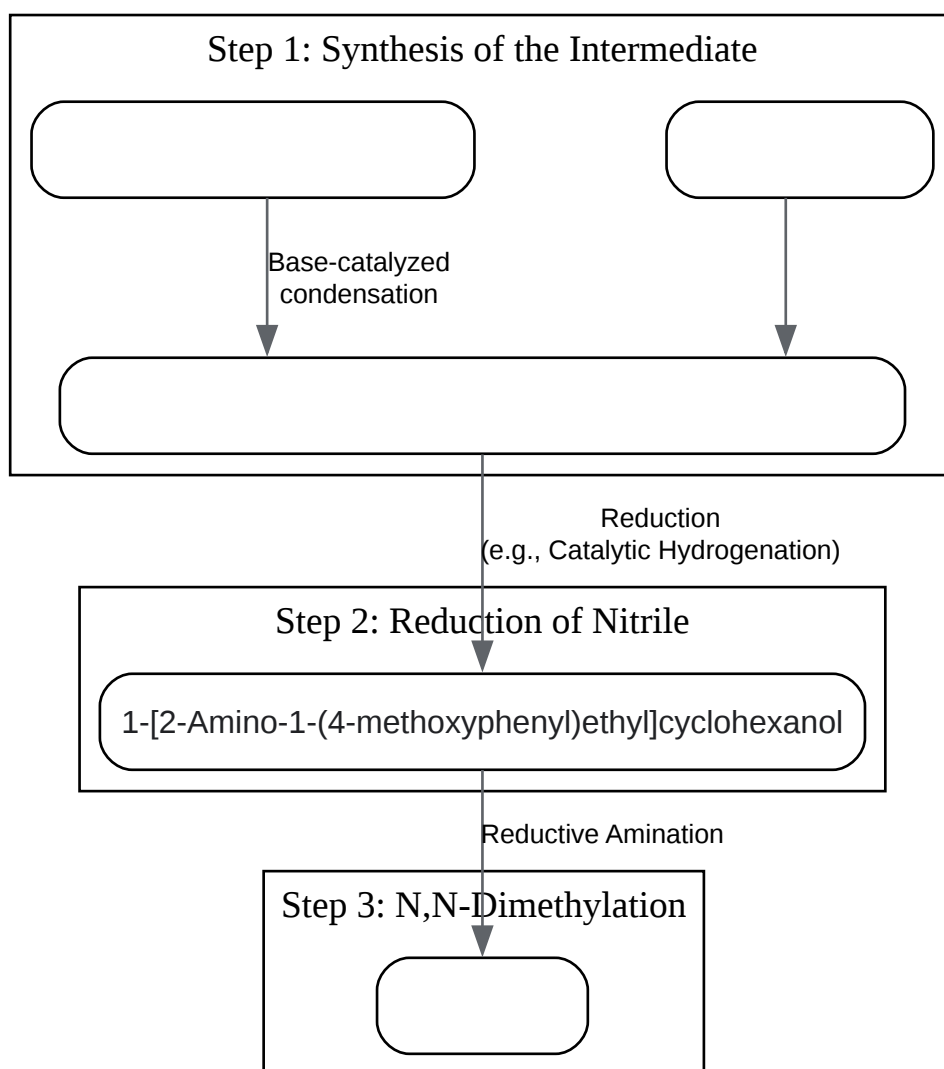 Step 1: Synthesis of the Intermediate
Base-catalyzed
condensation
Reduction
(e.g., Catalytic Hydrogenation)
Step 2: Reduction of Nitrile
1-[2-Amino-1-(4-methoxyphenyl)ethyl]cyclohexanol
Reductive Amination
Step 3: N,N-Dimethylation